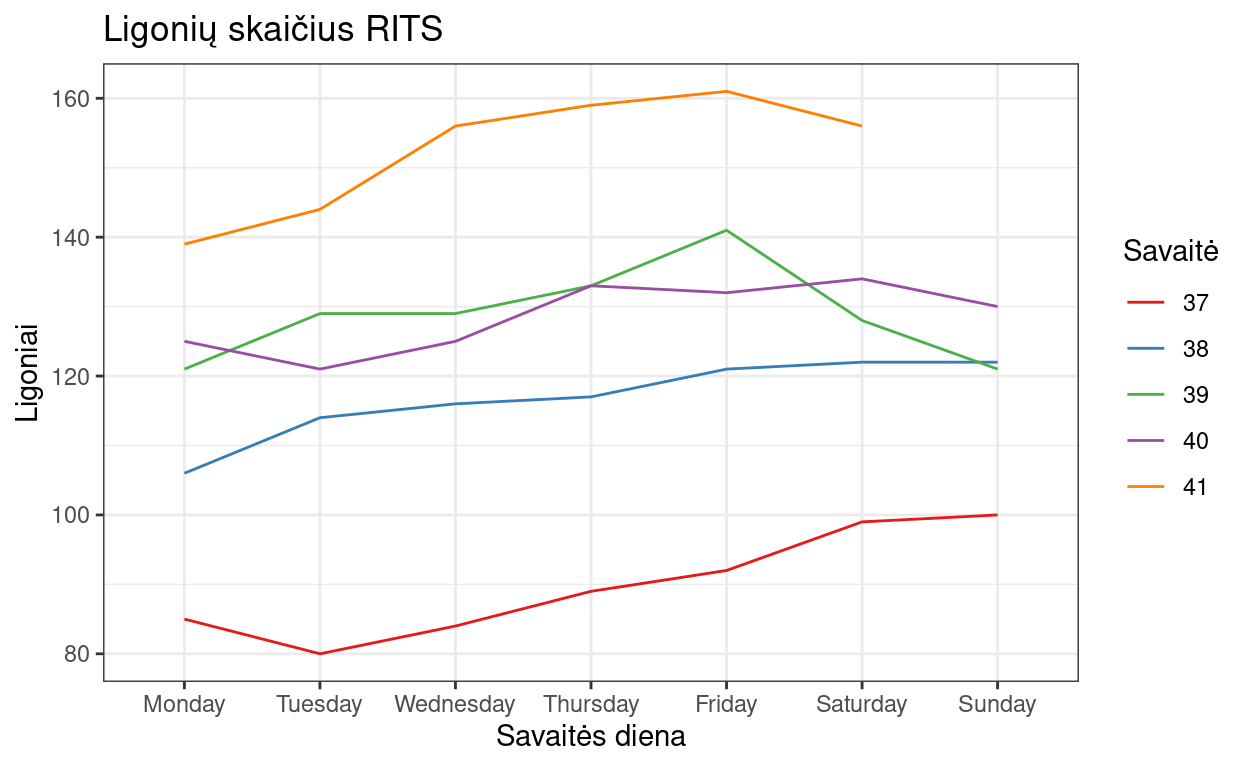 Ligonių skaičius RITS
160
140
120
100
80
Ligoniai
Monday Tuesday Wednesday Thursday Friday Saturday Sunday
Savaitės diena
Savaitė
37
38
39
40
41